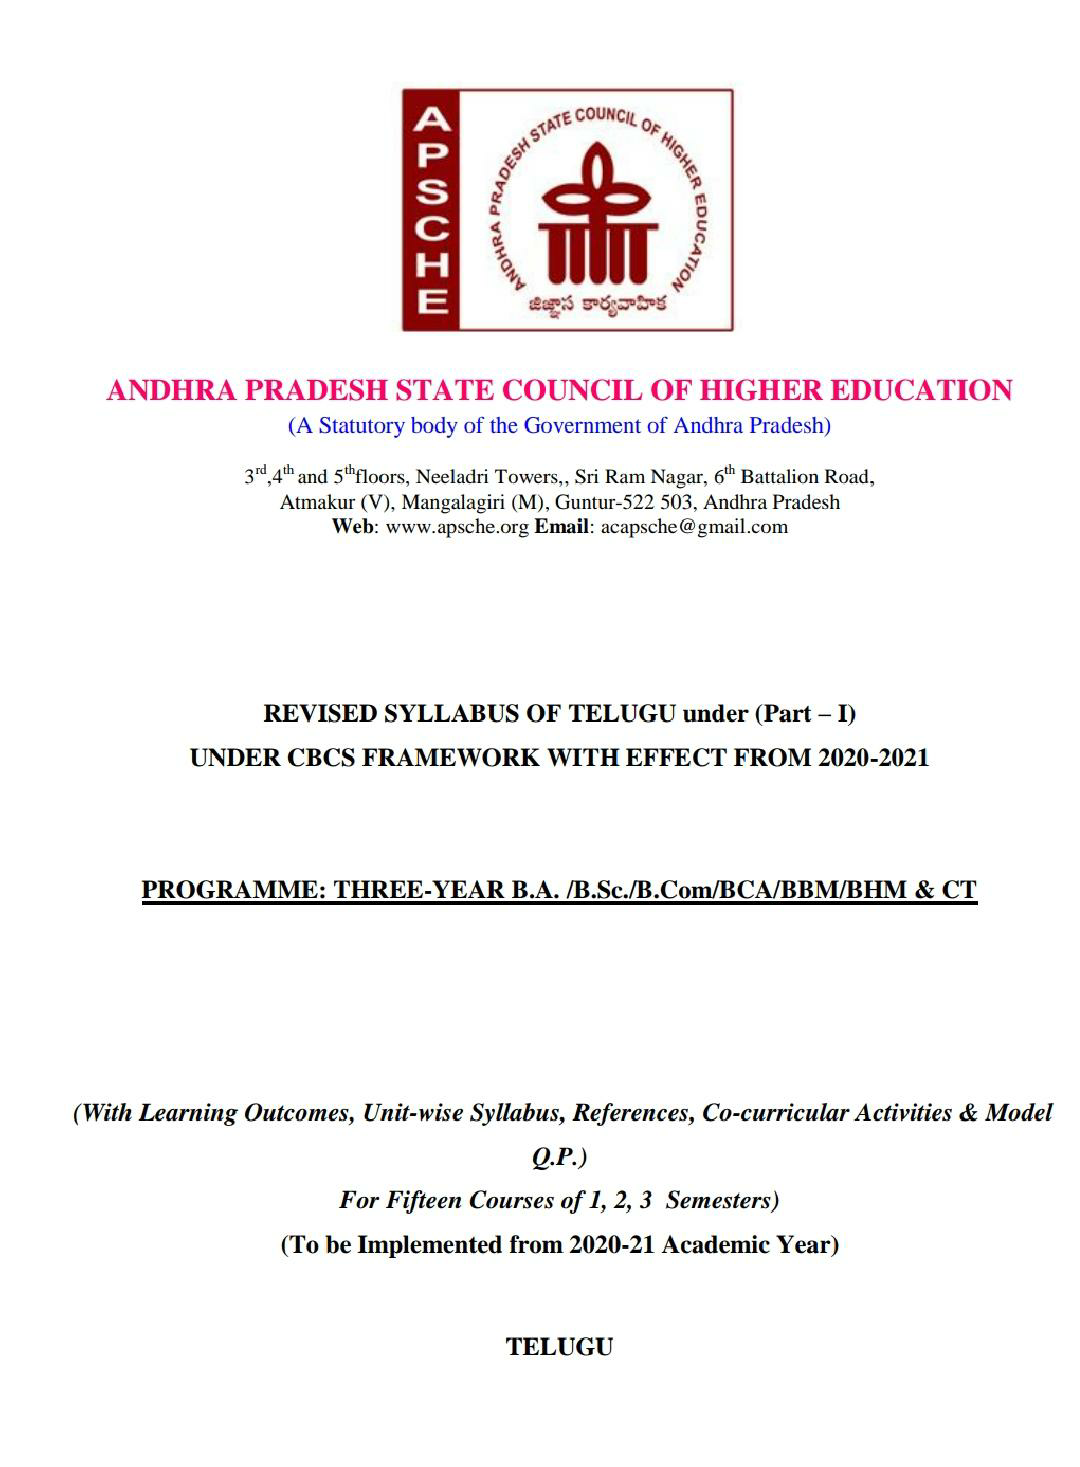 APSCHE
ANDHRA PRADESH STATE COUNCIL OF HIGHER EDUCATION
జిజ్ఞాస కార్యవాహిక
ANDHRA PRADESH STATE COUNCIL OF HIGHER EDUCATION
(A Statutory body of the Government of Andhra Pradesh)
3rd,4th and 5thfloors, Neeladri Towers,, Sri Ram Nagar, 6th Battalion Road,
Atmakur (V), Mangalagiri (M), Guntur-522 503, Andhra Pradesh
Web: www.apsche.org Email: acapsche@gmail.com
REVISED SYLLABUS OF TELUGU under (Part – I)
UNDER CBCS FRAMEWORK WITH EFFECT FROM 2020-2021
PROGRAMME: THREE-YEAR B.A. /B.Sc./B.Com/BCA/BBM/BHM & CT
(With Learning Outcomes, Unit-wise Syllabus, References, Co-curricular Activities & Model
Q.P.)
For Fifteen Courses of 1, 2, 3 Semesters)
(To be Implemented from 2020-21 Academic Year)
TELUGU